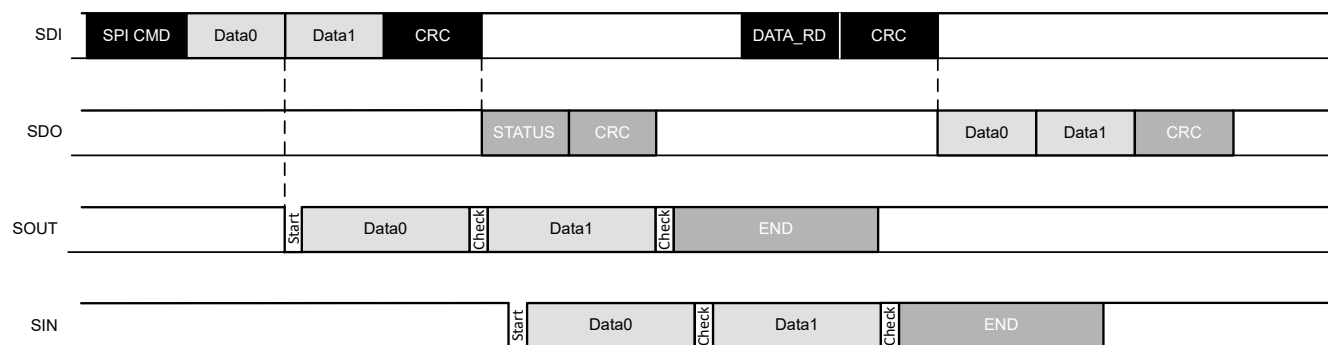 SDI SPI CMD Data0 Data1 CRC DATA_RD CRC
SDO STATUS CRC Data0 Data1 CRC
SOUT Start Data0 Check Data1 Check END
SIN Start Data0 Check Data1 Check END